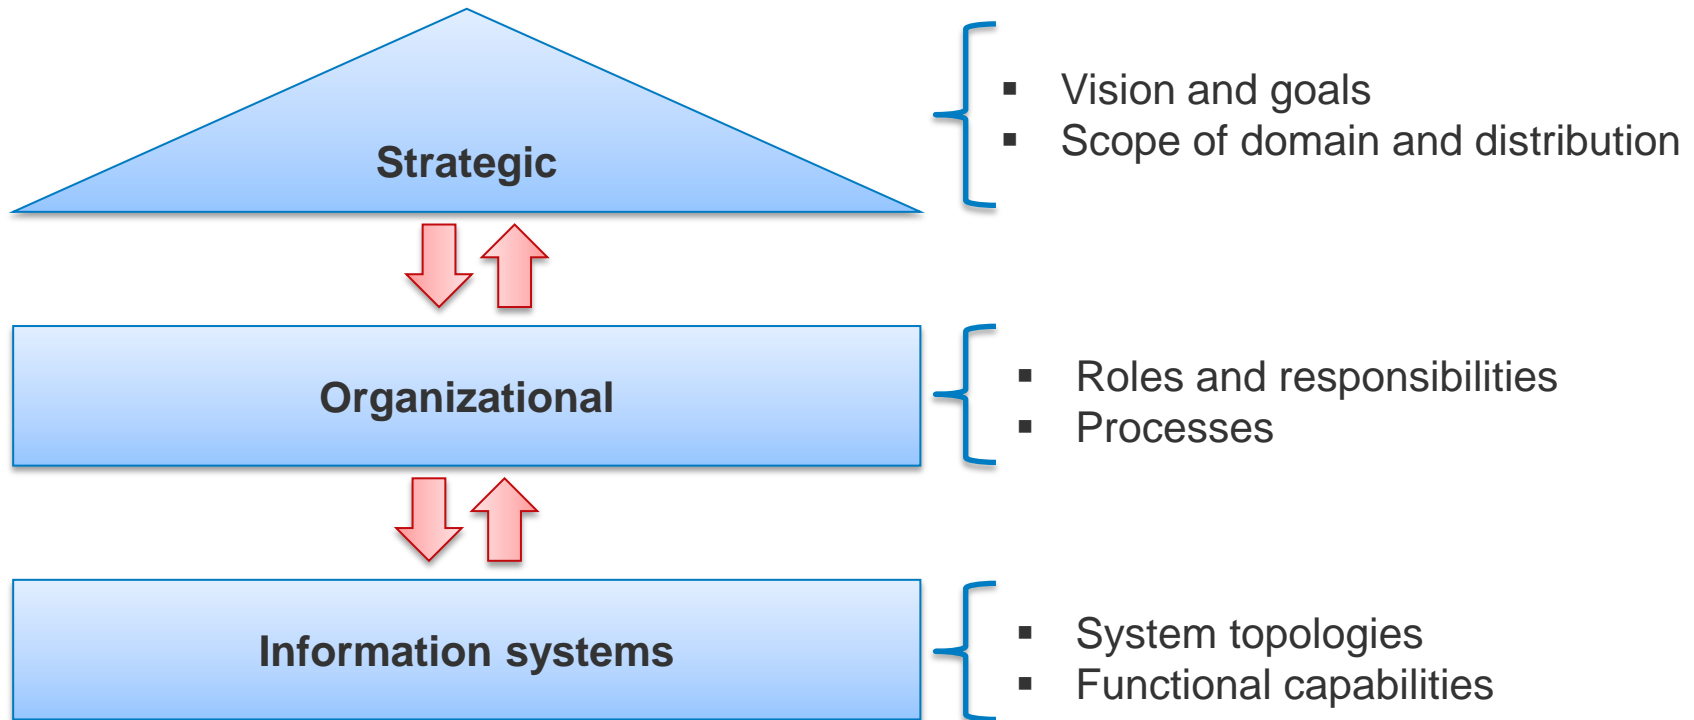 Strategic
▪ Vision and goals
▪ Scope of domain and distribution
Organizational
▪ Roles and responsibilities
▪ Processes
Information systems
▪ System topologies
▪ Functional capabilities